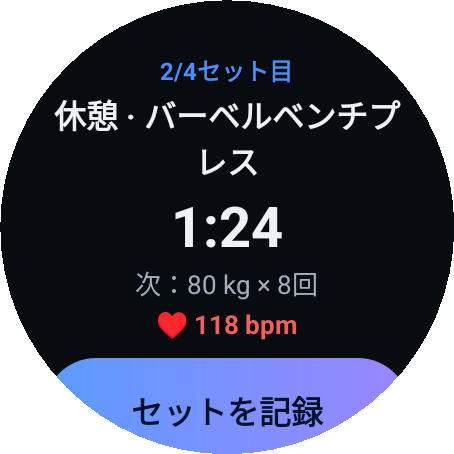 2/4セット目
休憩 · バーベルベンチプ
レス
1:24
次：80 kg × 8回
118 bpm
セットを記録